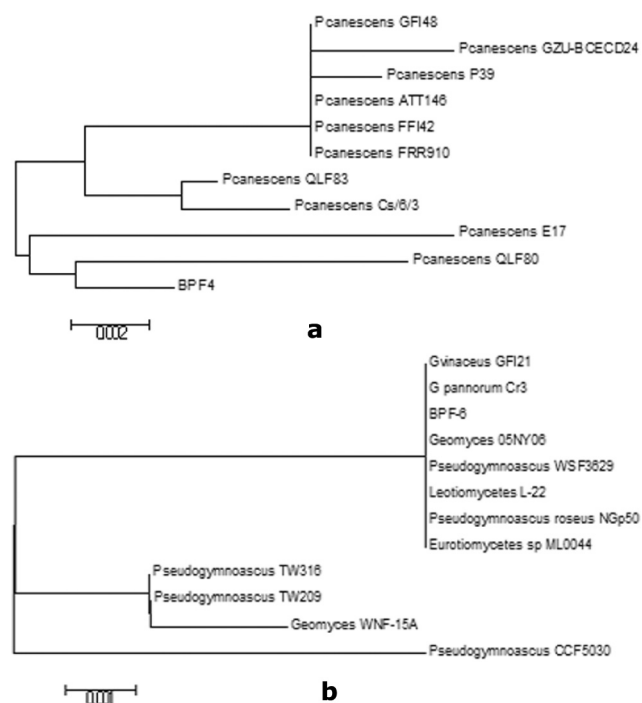 Pcanescens GFI48
Pcanescens GZU-BCECD24
Pcanescens P39
Pcanescens ATT146
Pcanescens FFI42
Pcanescens FRR910
Pcanescens QLF83
Pcanescens Cs/6/3
Pcanescens E17
Pcanescens QLF80
BPF4
0.002
a
Gvinaceus GFI21
G pannorum Cr3
BPF-6
Geomyces 05NY06
Pseudogymnoascus WSF3629
Leotiomycetes L-22
Pseudogymnoascus roseus NGp50
Eurotiomycetes sp ML0044
Pseudogymnoascus TW316
Pseudogymnoascus TW209
Geomyces WNF-15A
Pseudogymnoascus CCF5030
0.001
b